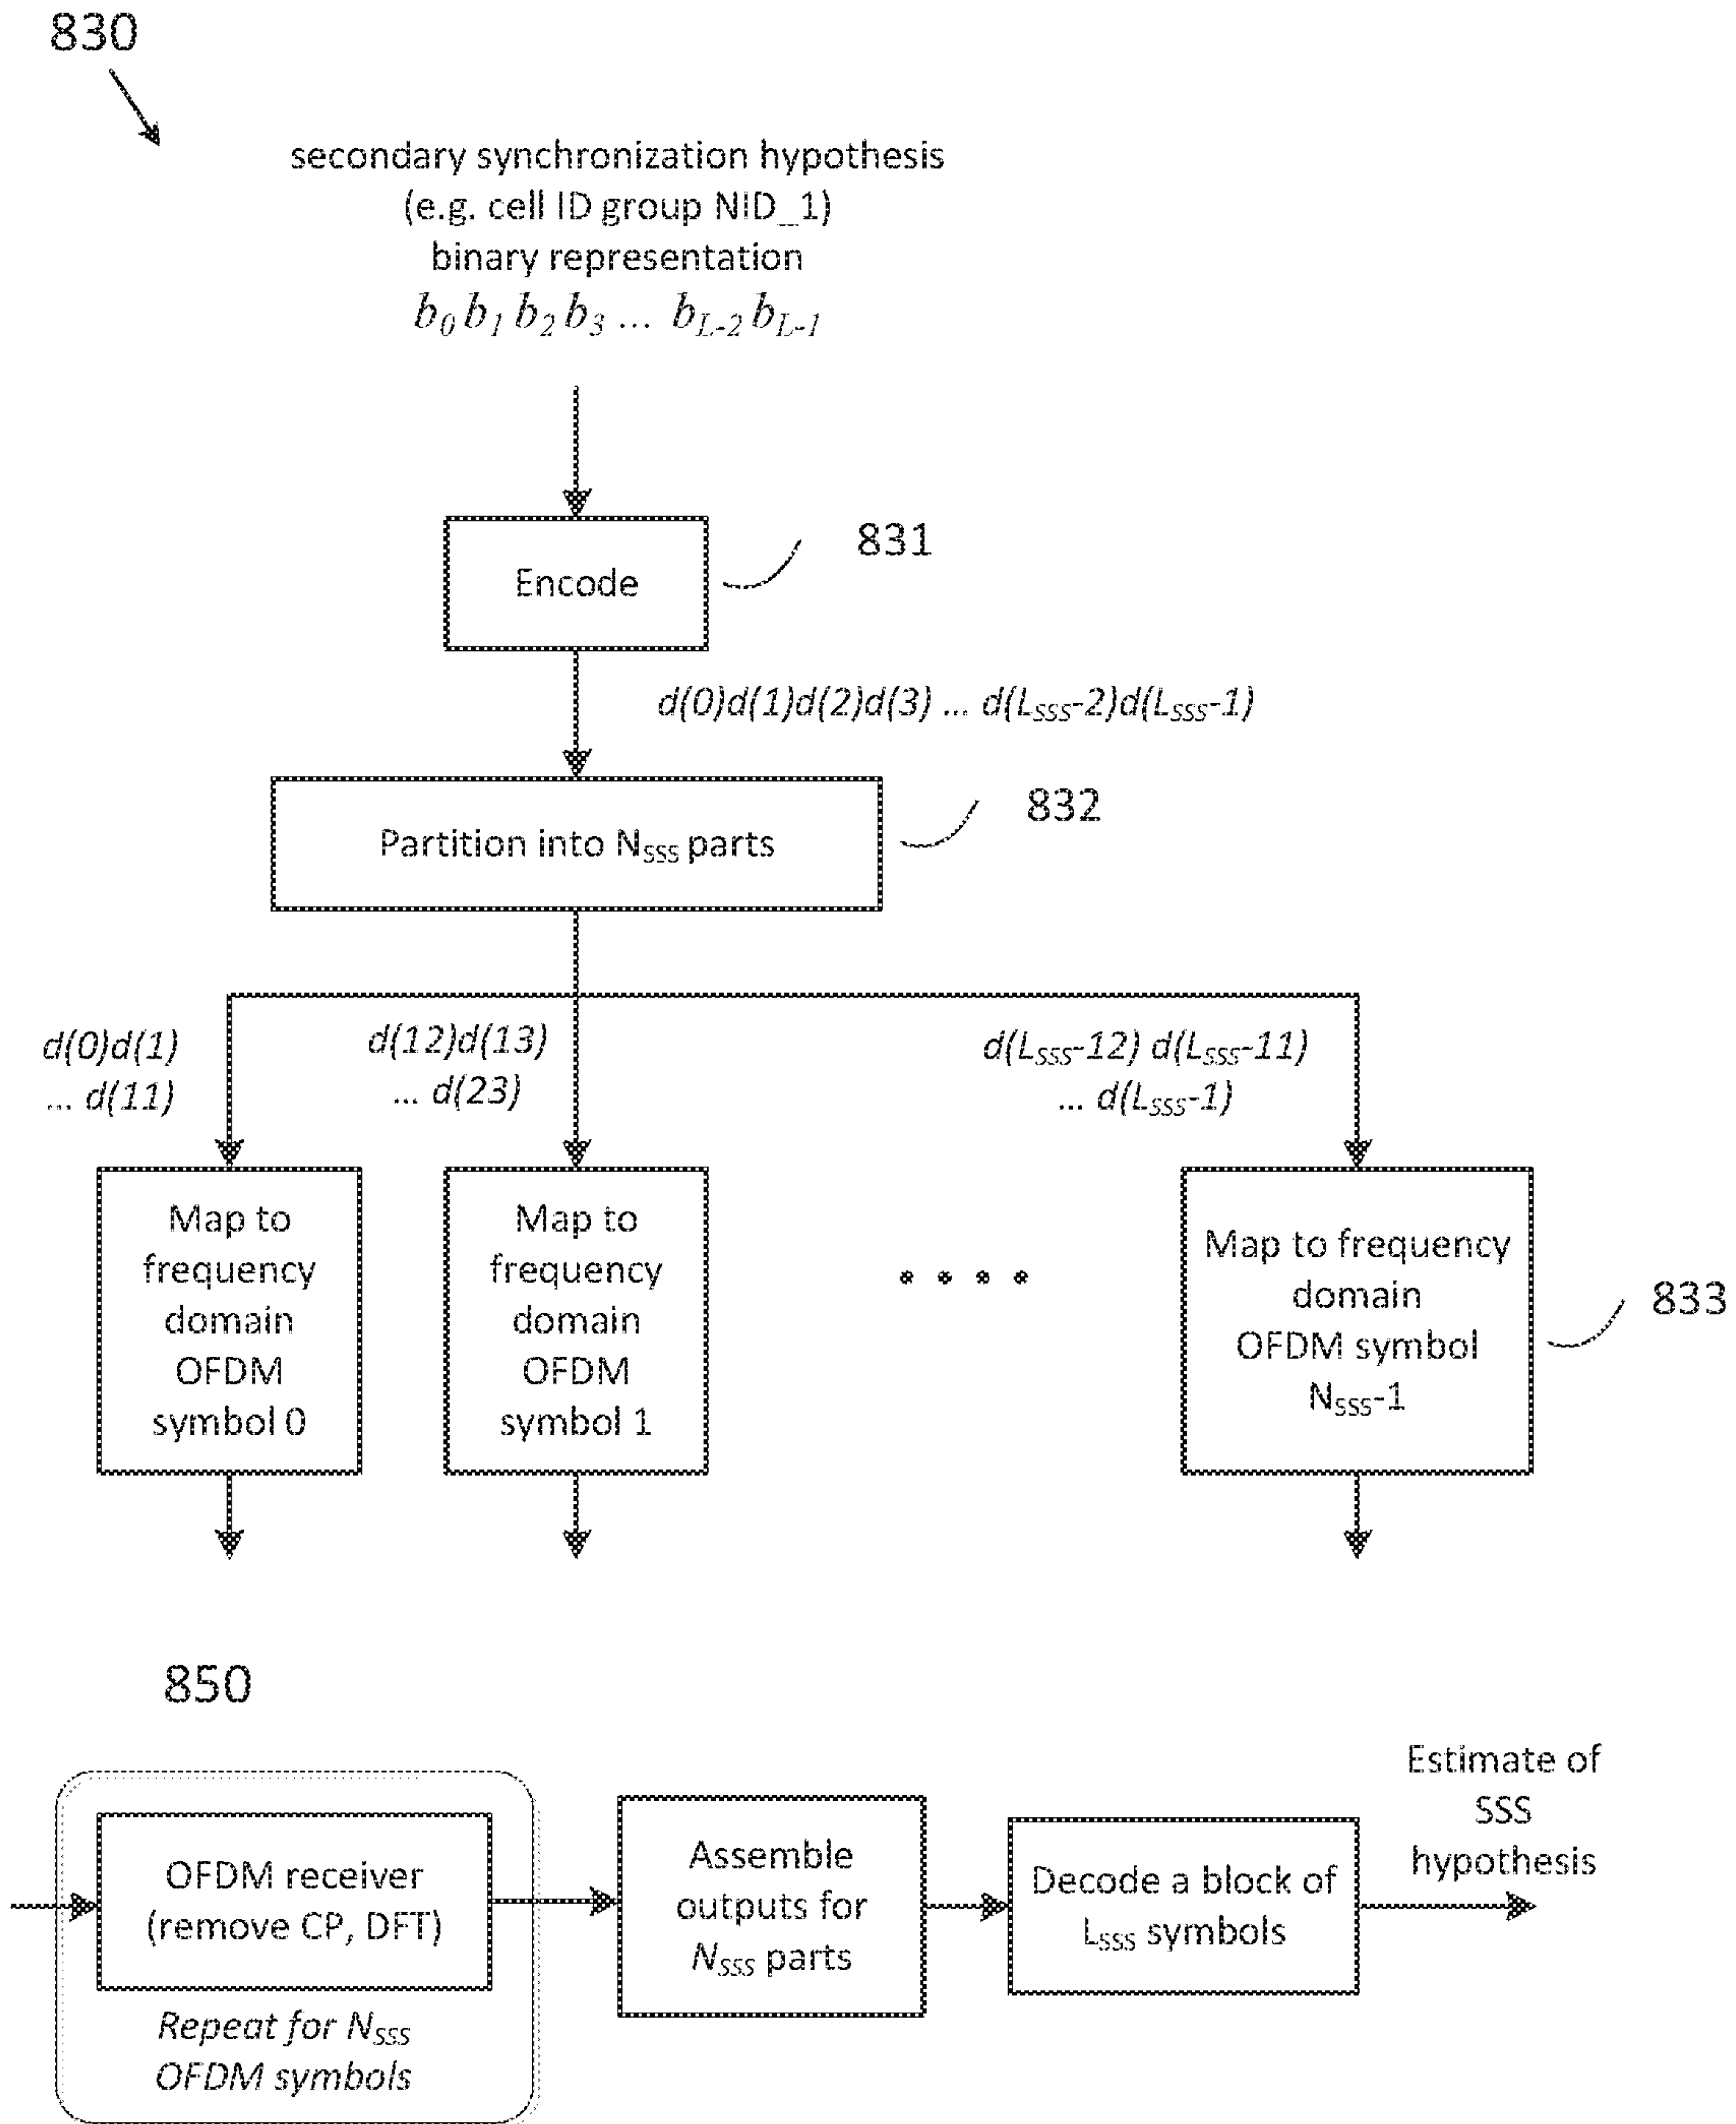 830
secondary synchronization hypothesis
(e.g. cell ID group NID_1)
binary representation
b0 b1 b2 b3 ... bL-2 bL-1
831
Encode
d(0)d(1)d(2)d(3) ... d(LSSS-2)d(LSSS-1)
832
Partition into NSSS parts
d(0)d(1)
... d(11)
d(12)d(13)
... d(23)
d(LSSS-12) d(LSSS-11)
... d(LSSS-1)
Map to
frequency
domain
OFDM
symbol 0
Map to
frequency
domain
OFDM
symbol 1
Map to frequency
domain
OFDM symbol
NSSS-1
833
850
OFDM receiver
(remove CP, DFT)
Repeat for NSSS
OFDM symbols
Assemble
outputs for
NSSS parts
Decode a block of
LSSS symbols
Estimate of
SSS
hypothesis